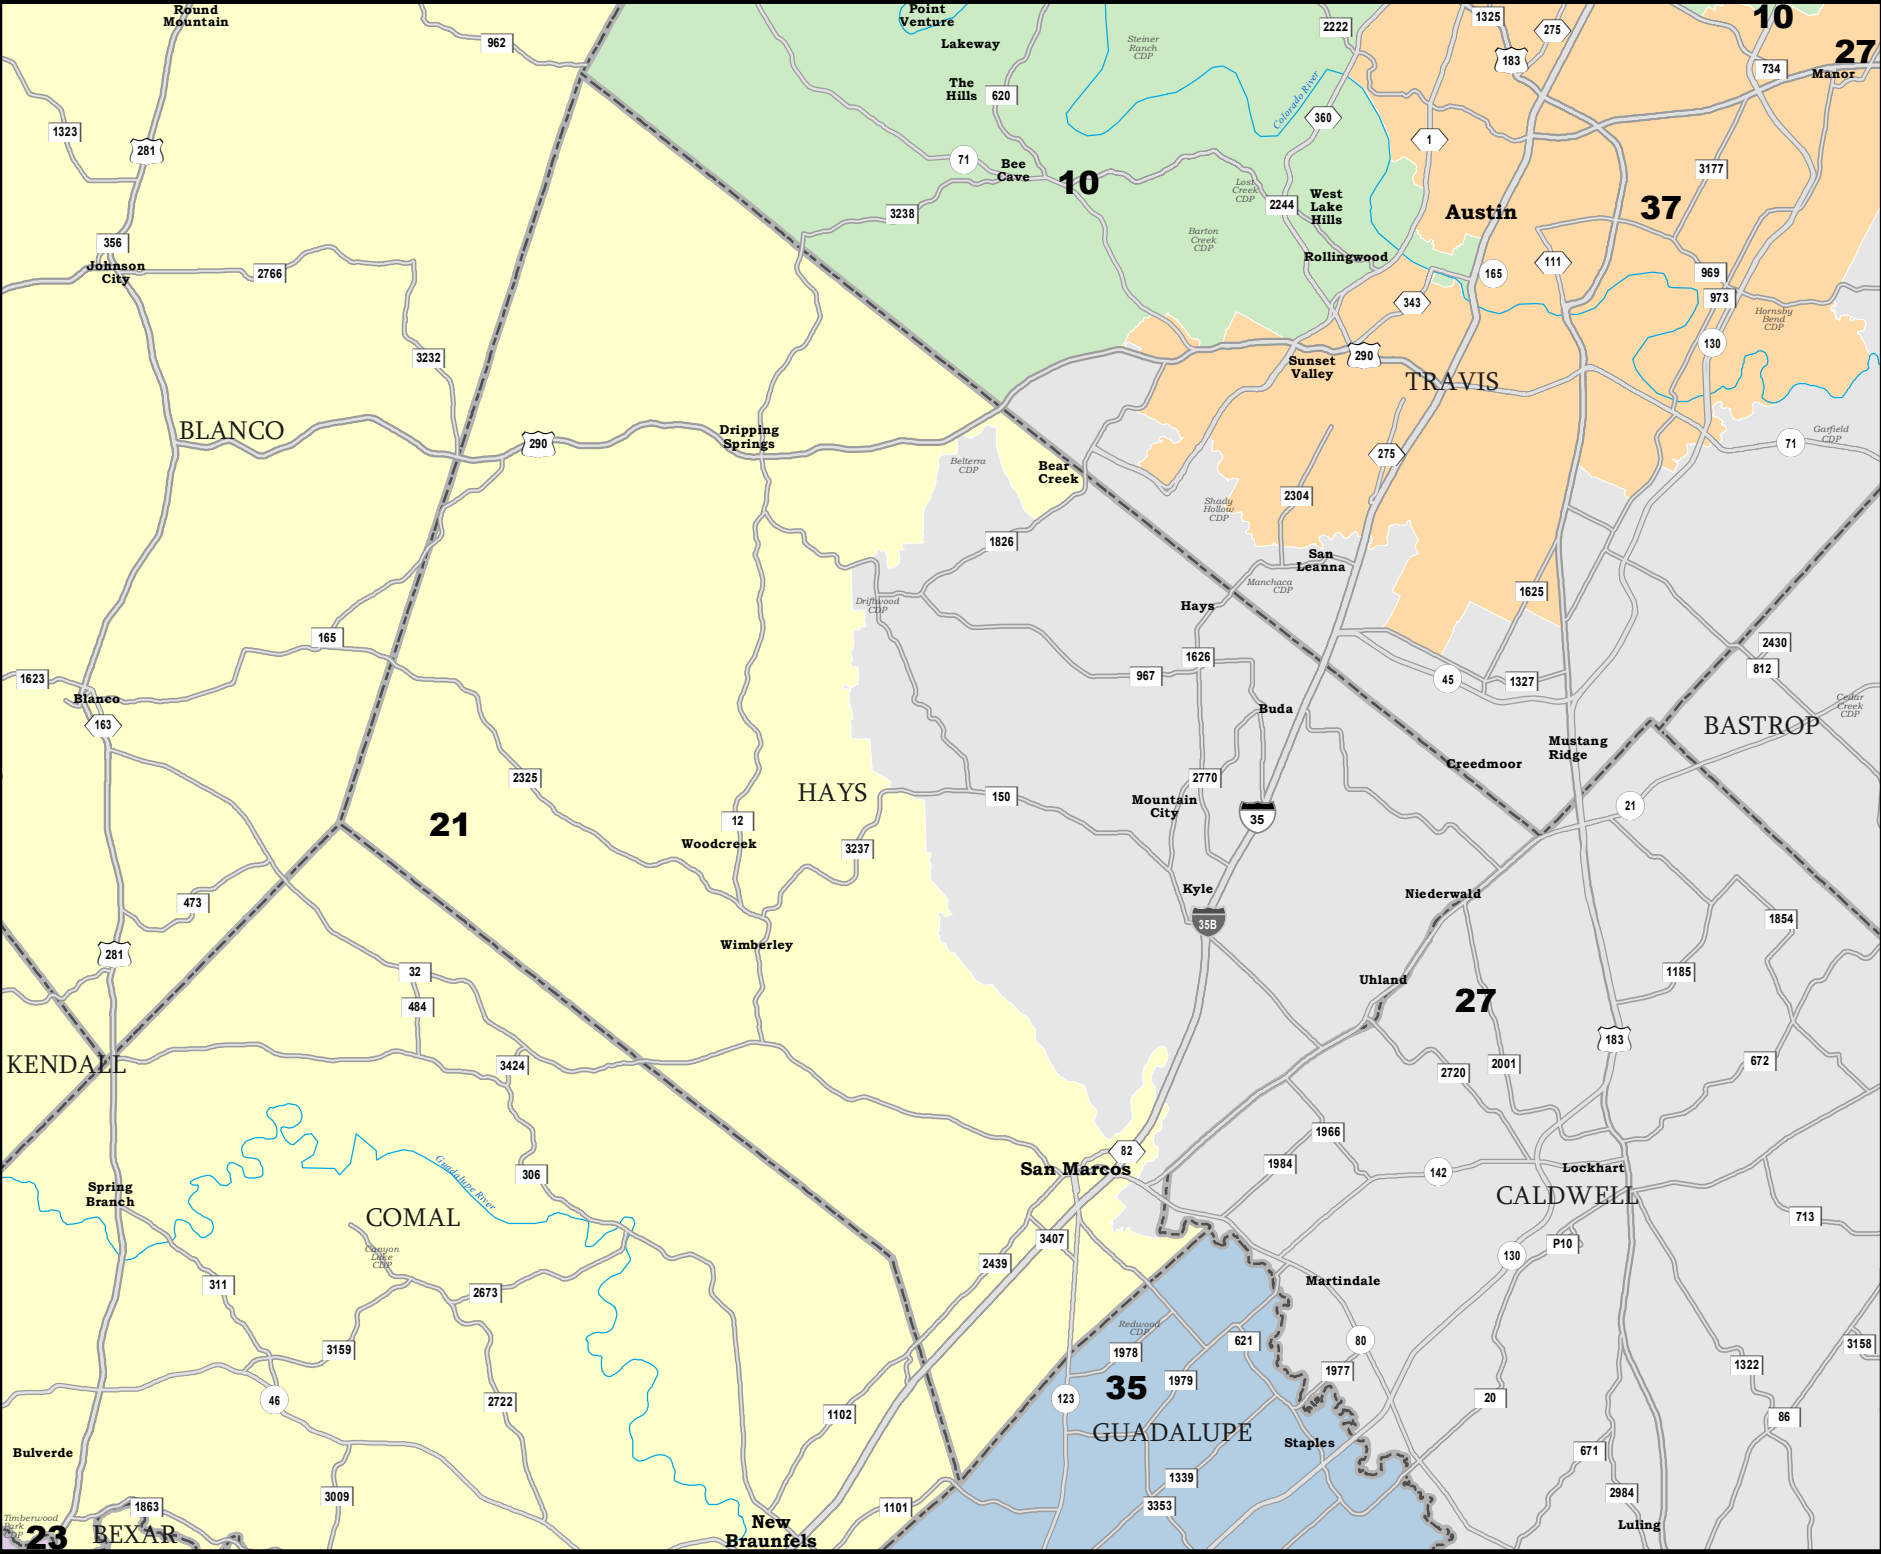 Round
Mountain
962
Point
Venture
Lakeway
Steiner
Ranch
CDP
2222
1325
275
10
183
27
734
Manor
The
Hills
620
Colorado River
360
1323
281
1
71
Bee
Cave
10
3177
Lost
Creek
CDP
2244
West
Lake
Hills
37
Austin
3238
Barton
Creek
CDP
356
Johnson
City
2766
Rollingwood
165
111
969
973
343
Hornsby
Bend
CDP
130
3232
Sunset
Valley
290
TRAVIS
BLANCO
290
Dripping
Springs
Belterra
CDP
Bear
Creek
275
Garfield
CDP
71
2304
Shady
Hollow
CDP
1826
San
Leanna
Manchaca
CDP
1625
Driftwood
CDP
Hays
165
2430
1626
812
1623
967
45
1327
Blanco
163
Buda
Cedar
Creek
CDP
BASTROP
Mustang
Ridge
Creedmoor
2325
HAYS
2770
150
Mountain
City
35
21
21
12
Woodcreek
3237
Kyle
Niederwald
473
35B
1854
Wimberley
281
32
Uhland
1185
27
484
183
KENDALL
3424
2720
2001
672
1966
82
San Marcos
1984
142
Lockhart
306
Guadalupe River
Spring
Branch
CALDWELL
COMAL
713
3407
P10
130
Canyon
Lake
CDP
2439
311
2673
Martindale
Redwood
CDP
621
80
3158
3159
1978
1977
1322
35
1979
46
2722
123
20
1102
86
GUADALUPE
Staples
671
Bulverde
1339
3009
2984
1863
1101
3353
Timberwood
Park
CDP
23
BEXAR
New
Braunfels
Luling